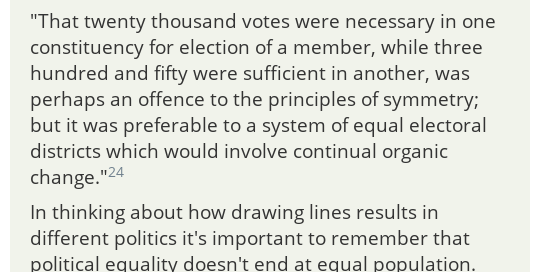 "That twenty thousand votes were necessary in one
constituency for election of a member, while three
hundred and fifty were sufficient in another, was
perhaps an offence to the principles of symmetry;
but it was preferable to a system of equal electoral
districts which would involve continual organic
change."24
In thinking about how drawing lines results in
different politics it's important to remember that
political equality doesn't end at equal population.